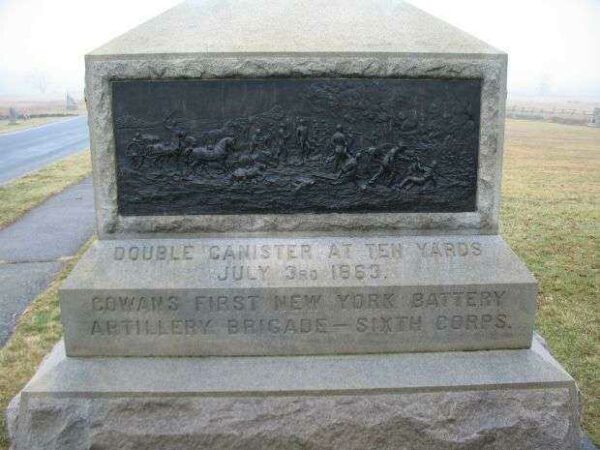 DOUBLE CANISTER AT TEN YARDS
JULY 3RD 1863.
COWANS FIRST NEW YORK BATTERY
ARTILLERY BRIGADE — SIXTH CORPS.